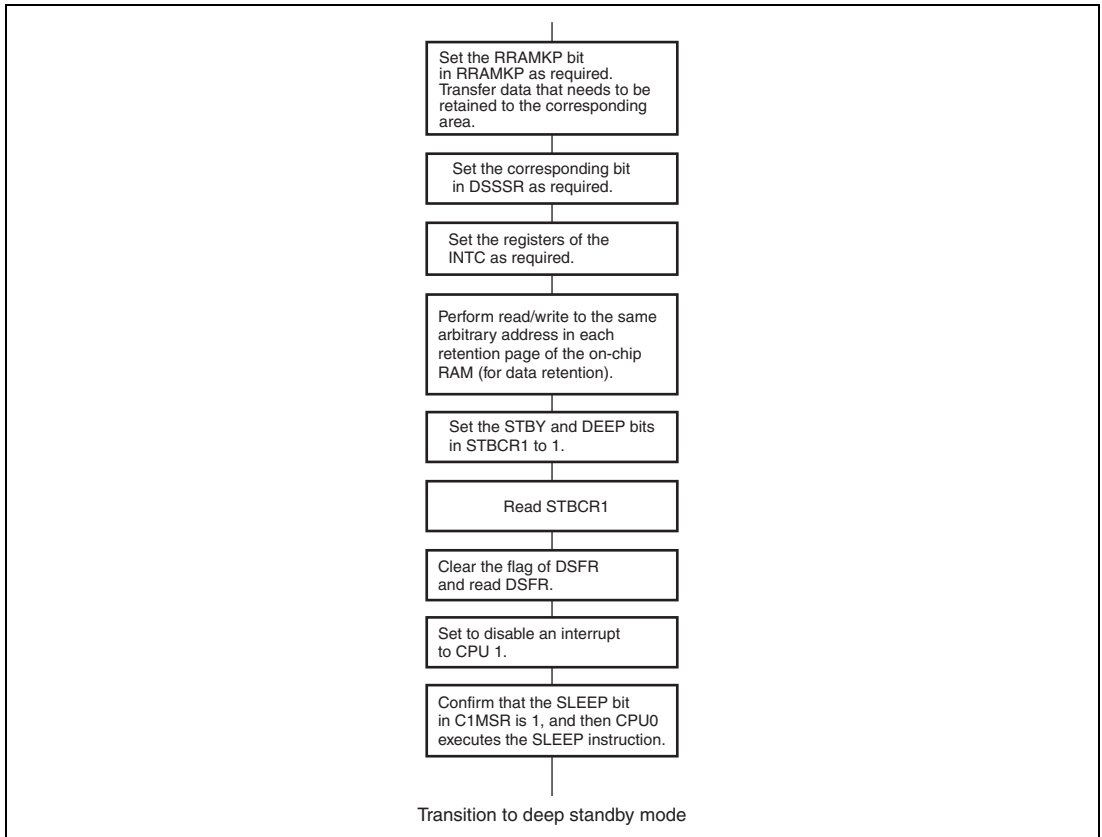 Set the RRAMKP bit
in RRAMKP as required.
Transfer data that needs to be
retained to the corresponding
area.
Set the corresponding bit
in DSSSR as required.
Set the registers of the
INTC as required.
Perform read/write to the same
arbitrary address in each
retention page of the on-chip
RAM (for data retention).
Set the STBY and DEEP bits
in STBCR1 to 1.
Read STBCR1
Clear the flag of DSFR
and read DSFR.
Set to disable an interrupt
to CPU 1.
Confirm that the SLEEP bit
in C1MSR is 1, and then CPU0
executes the SLEEP instruction.
Transition to deep standby mode